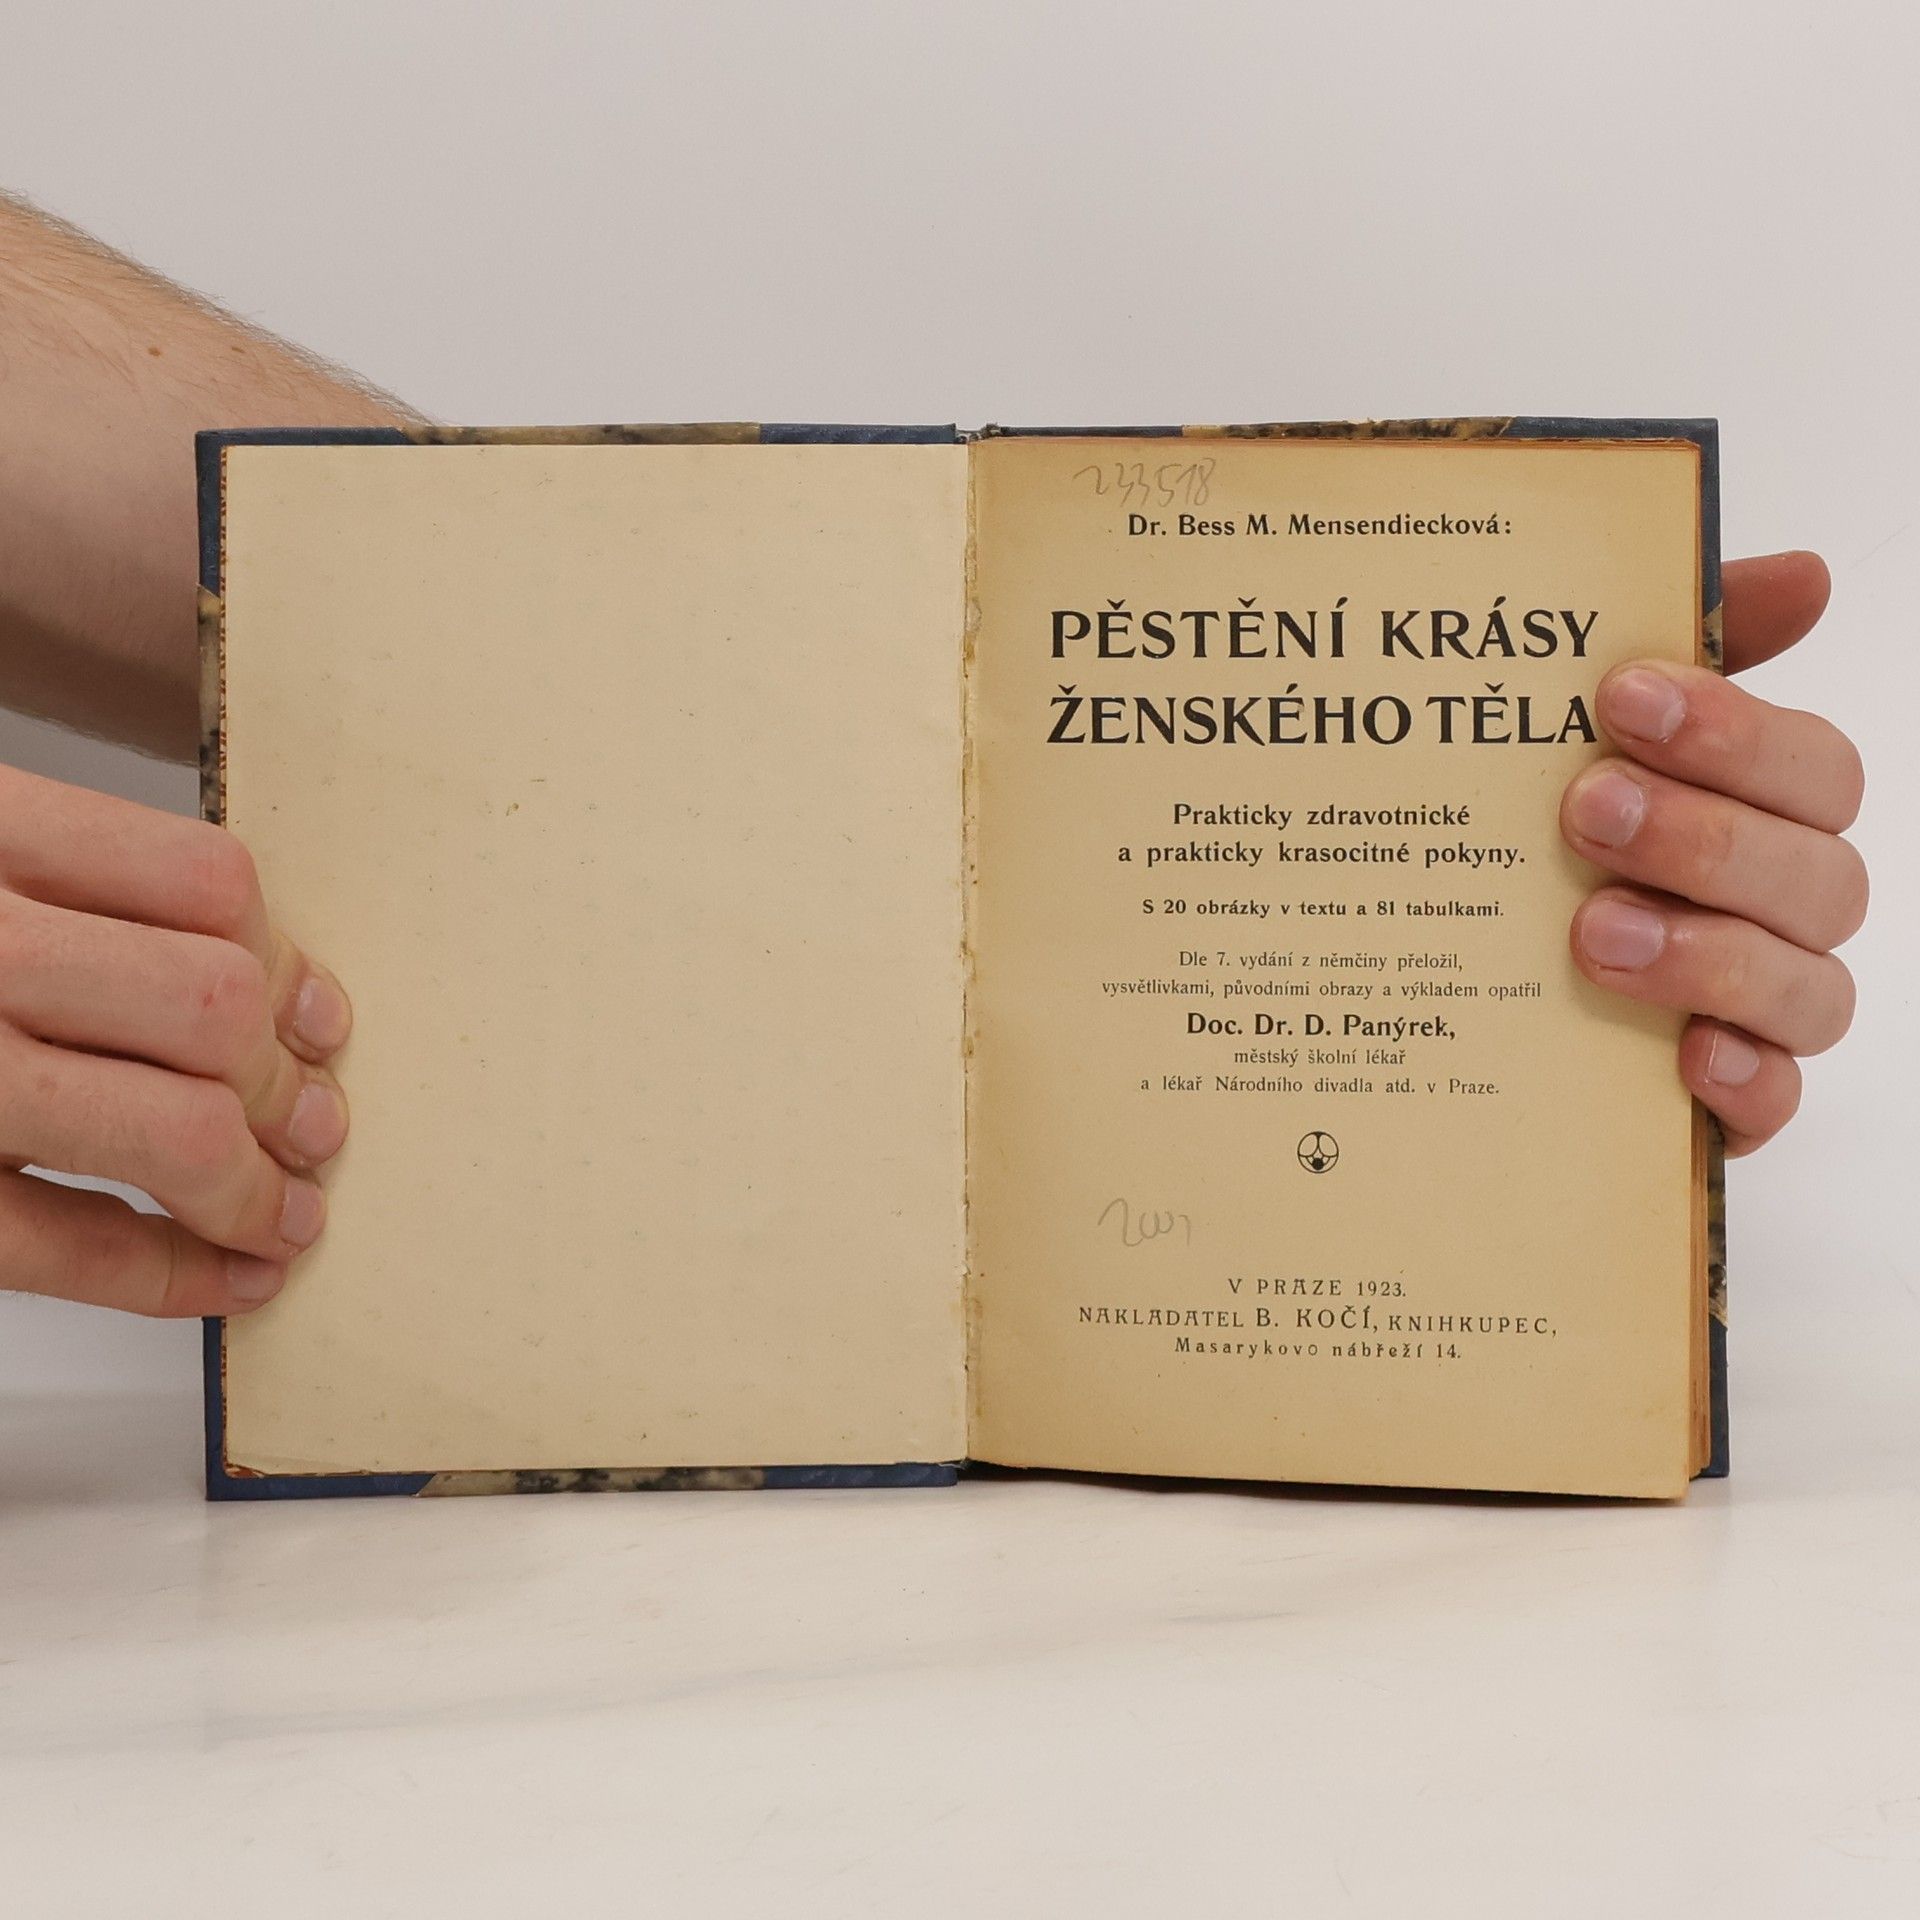 233518
Dr. Bess M. Mensendiecková:
PĚSTĚNÍ KRÁSY
ŽENSKÉHO TĚLA
Prakticky zdravotnické
a prakticky krasocitné pokyny.
S 20 obrázky v textu a 81 tabulkami.
Dle 7. vydání z němčiny přeložil,
vysvětlivkami, původními obrazy a výkladem opatřil
Doc. Dr. D. Panýrek,
městský školní lékař
a lékař Národního divadla atd. v Praze.
V PRAZE 1923.
NAKLADATEL B. KOČÍ, KNIHKUPEC,
Masarykovo nábřeží 14.